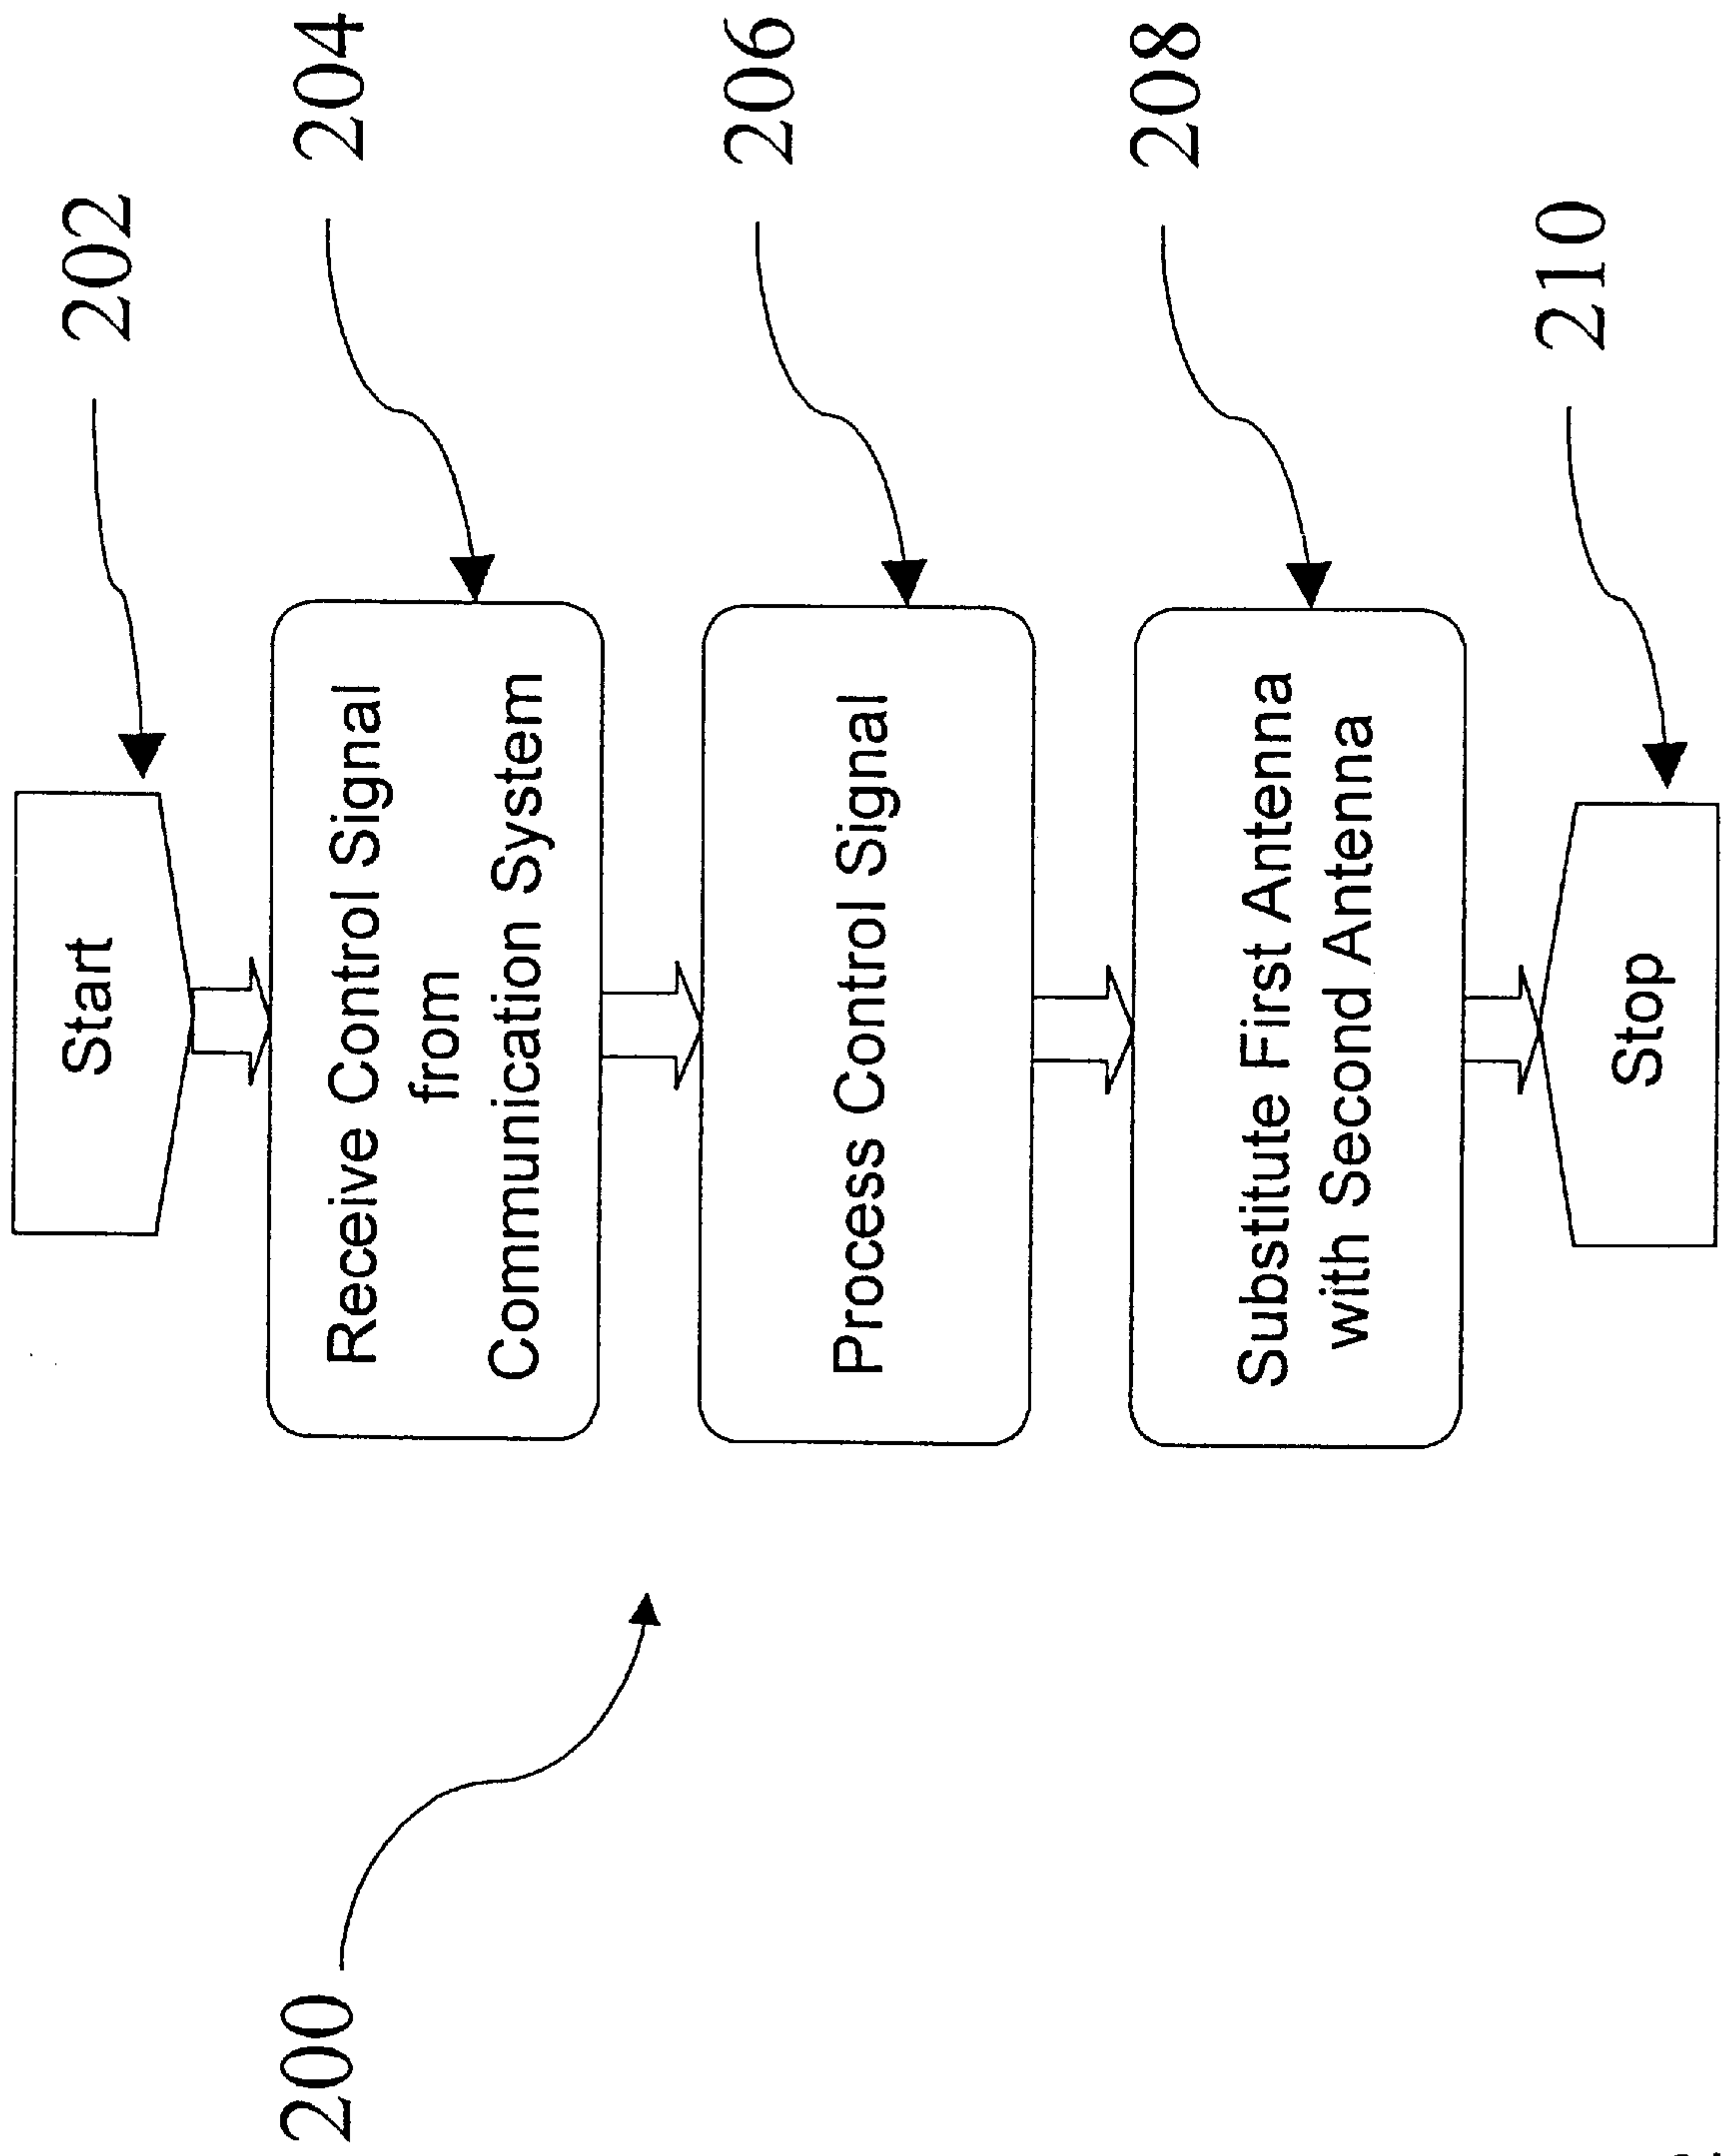 200
202
Start
204
Receive Control Signal
from
Communication System
206
Process Control Signal
208
Substitute First Antenna
with Second Antenna
210
Stop